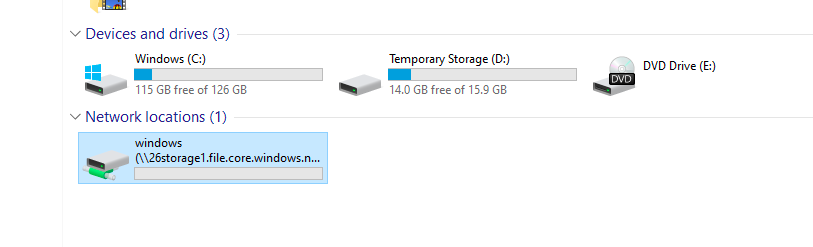 Devices and drives (3)
Windows (C:)
115 GB free of 126 GB
Temporary Storage (D:)
14.0 GB free of 15.9 GB
DVD Drive (E:)
DVD
Network locations (1)
windows
(\\26storage1.file.core.windows.n...